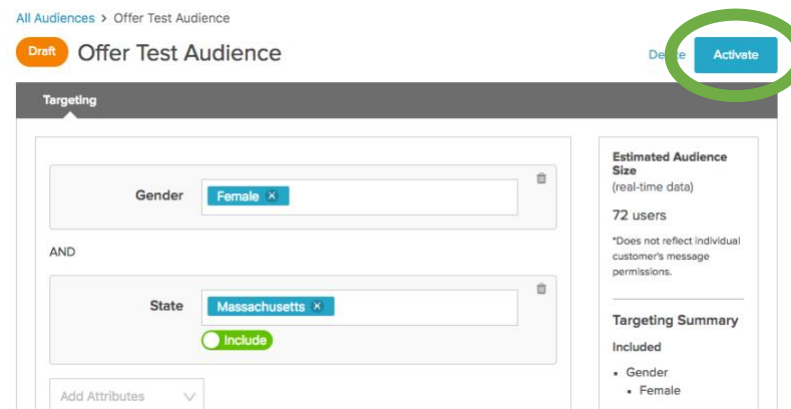 All Audiences > Offer Test Audience
Draft Offer Test Audience
Activate
Targeting
Gender Female
AND
State Massachusetts
Include
Add Attributes
Estimated Audience
Size
(real-time data)
72 users
*Does not reflect individual
customer's message
permissions.
Targeting Summary
Included
• Gender
• Female